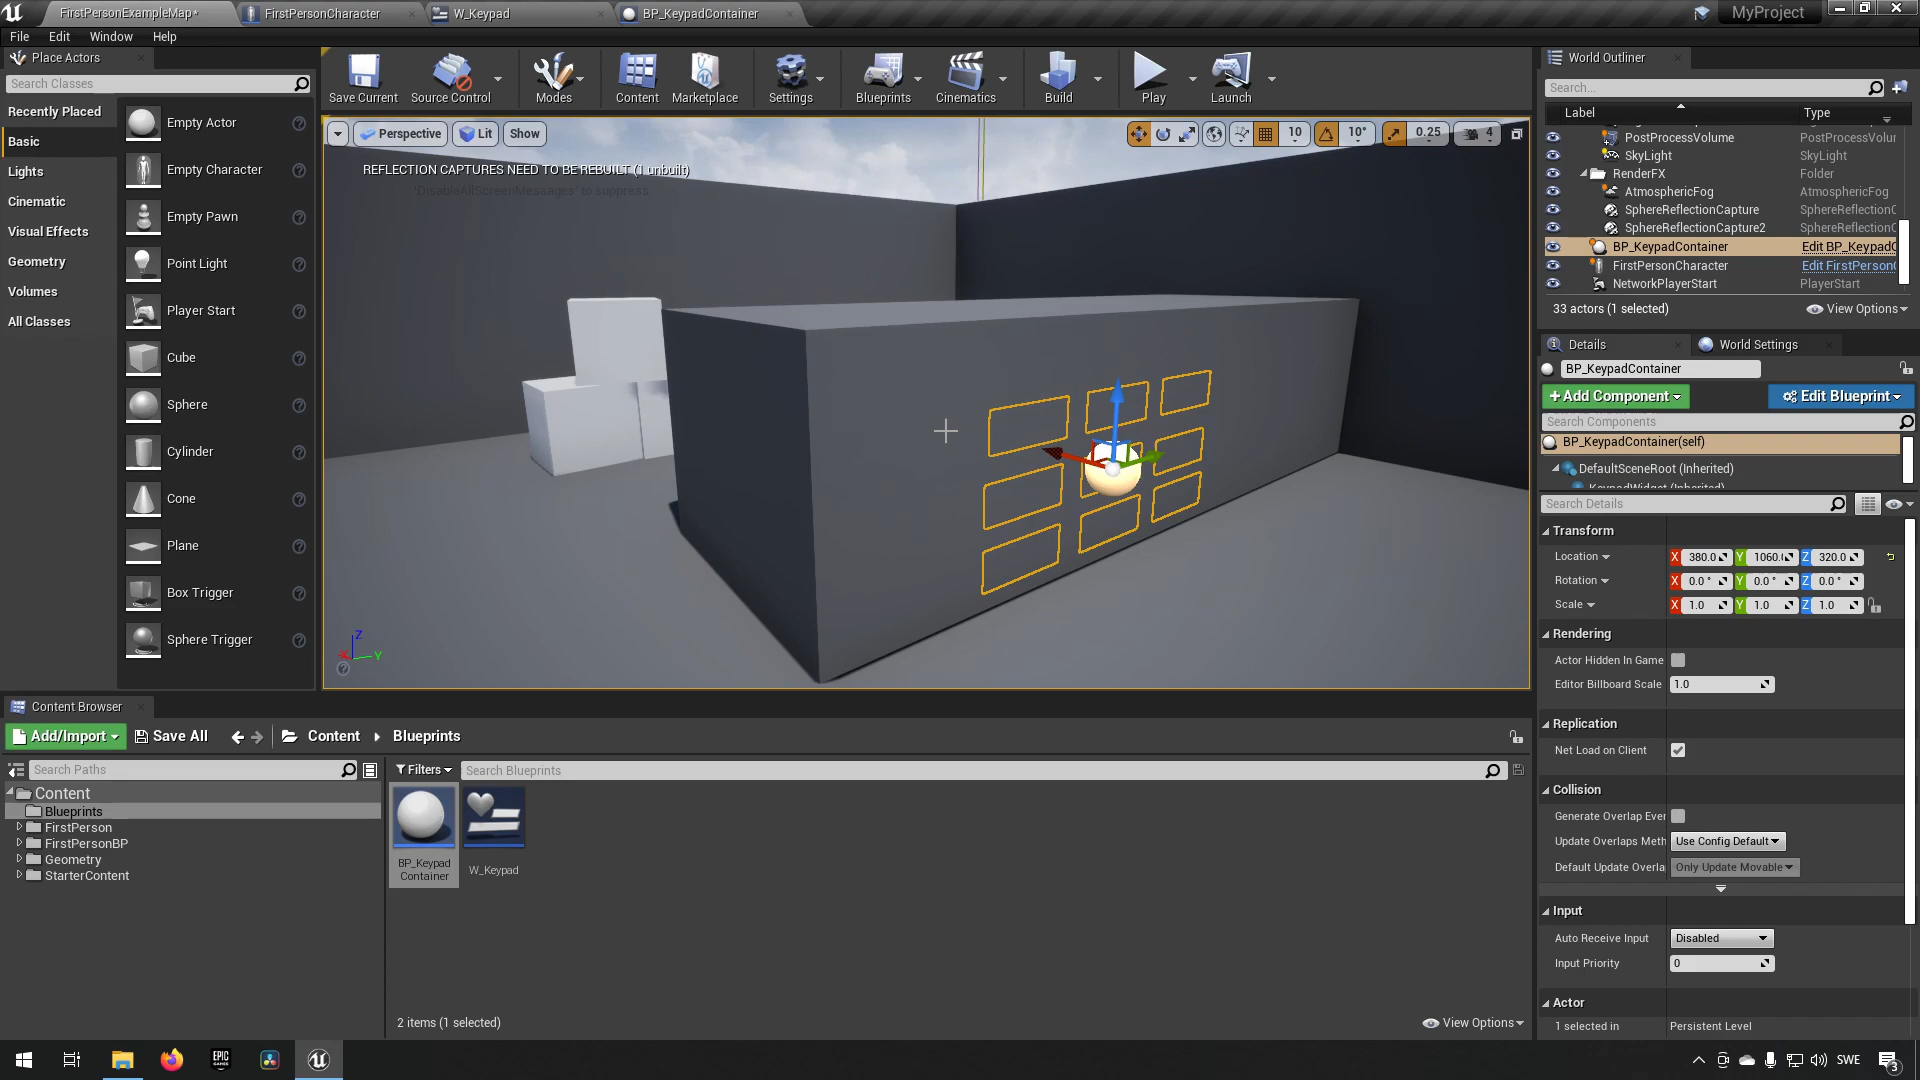 FirstPersonExampleMap*
FirstPersonCharacter
W_Keypad
BP_KeypadContainer
MyProject
File Edit Window Help
Place Actors
Search Classes
Recently Placed
Basic
Lights
Cinematic
Visual Effects
Geometry
Volumes
All Classes
Empty Actor
Empty Character
Empty Pawn
Point Light
Player Start
Cube
Sphere
Cylinder
Cone
Plane
Box Trigger
Sphere Trigger
Save Current
Source Control
Modes
Content
Marketplace
Settings
Blueprints
Cinematics
Build
Play
Launch
Perspective
Lit
Show
10
10°
0.25
4
REFLECTION CAPTURES NEED TO BE REBUILT (1 unbuilt)
'DisableAllScreenMessages' to suppress
Z
X
Y
World Outliner
Search...
Label Type
PostProcessVolume PostProcessVolur
SkyLight SkyLight
RenderFX Folder
AtmosphericFog AtmosphericFog
SphereReflectionCapture SphereReflectionC
SphereReflectionCapture2 SphereReflectionC
BP_KeypadContainer Edit BP_KeypadC
FirstPersonCharacter Edit FirstPerson
NetworkPlayerStart PlayerStart
33 actors (1 selected)
View Options
Details
World Settings
BP_KeypadContainer
+Add Component
Edit Blueprint
Search Components
BP_KeypadContainer(self)
DefaultSceneRoot (Inherited)
KeypadWidget (Inherited)
Search Details
Transform
Location X 380.0 Y 1060.( Z 320.0
Rotation X 0.0 ° Y 0.0 ° Z 0.0 °
Scale X 1.0 Y 1.0 Z 1.0
Rendering
Actor Hidden In Game
Editor Billboard Scale 1.0
Replication
Net Load on Client
Collision
Generate Overlap Ever
Update Overlaps Meth Use Config Default
Default Update Overla Only Update Movable
Input
Auto Receive Input Disabled
Input Priority 0
Actor
1 selected in Persistent Level
Content Browser
Add/Import
Save All
Content
Blueprints
Search Paths
Filters
Search Blueprints
Content
Blueprints
FirstPerson
FirstPersonBP
Geometry
StarterContent
BP_Keypad
Container
W_Keypad
2 items (1 selected)
View Options
EPIC
GAMES
SWE
3